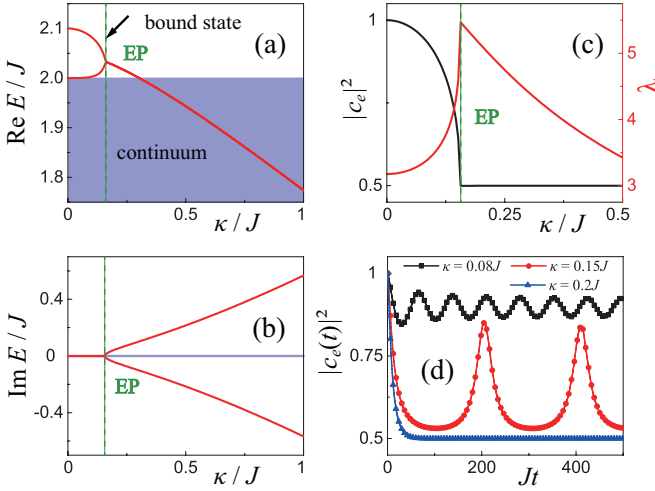 bound state
(a)
EP
continuum
Re E / J
2.1
2.0
1.9
1.8
0
0.5
1
κ / J
(c)
EP
|c_e|^2
1
0.5
λ
5
4
3
0
0.25
0.5
κ / J
(b)
EP
Im E / J
0.4
0
-0.4
0
0.5
1
κ / J
κ = 0.08J
κ = 0.15J
κ = 0.2J
(d)
|c_e(t)|^2
1
0.75
0.5
0
200
400
Jt